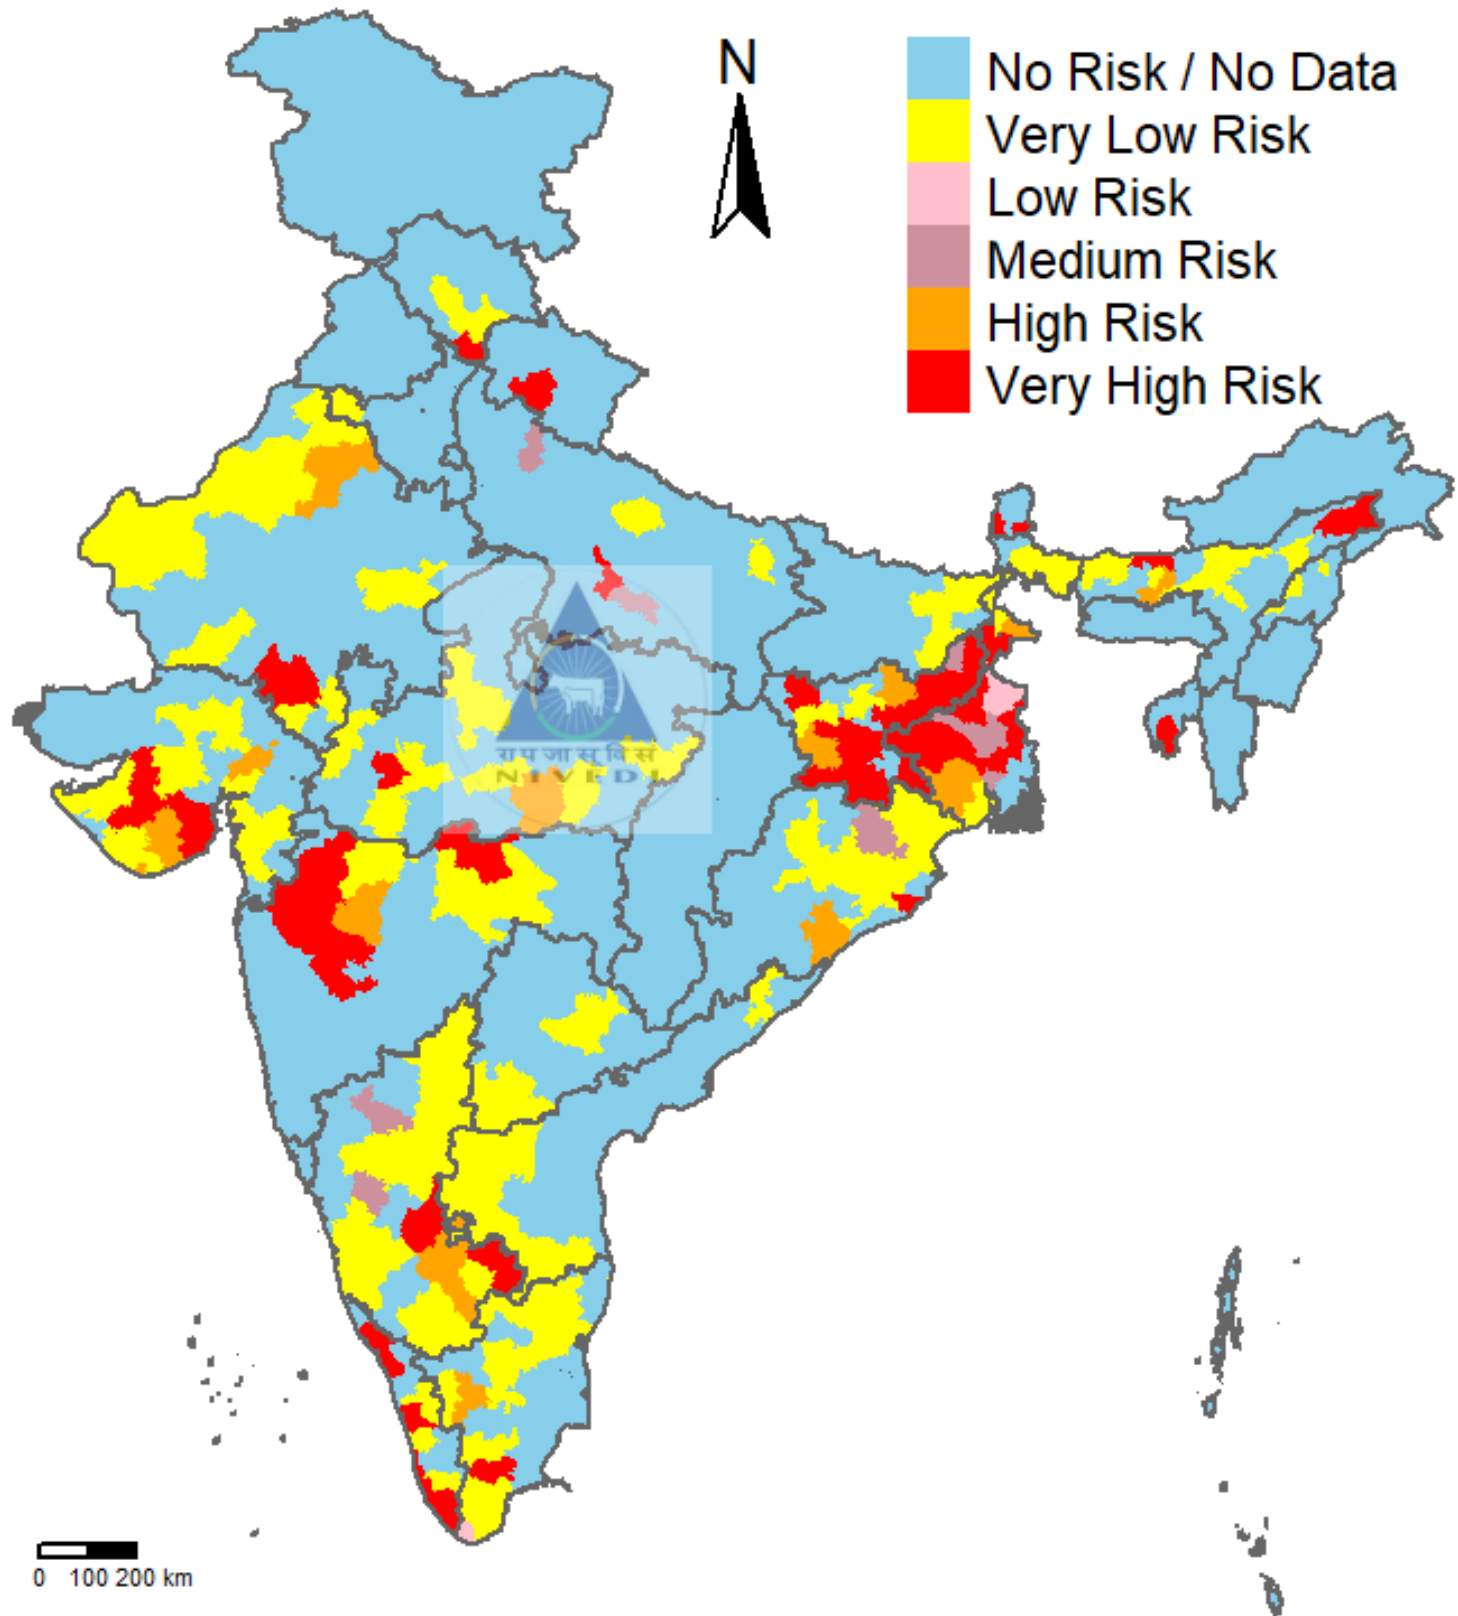 N
No Risk / No Data
Very Low Risk
Low Risk
Medium Risk
High Risk
Very High Risk
रा प जा सू वि सं
NIVEDI
0 100 200 km